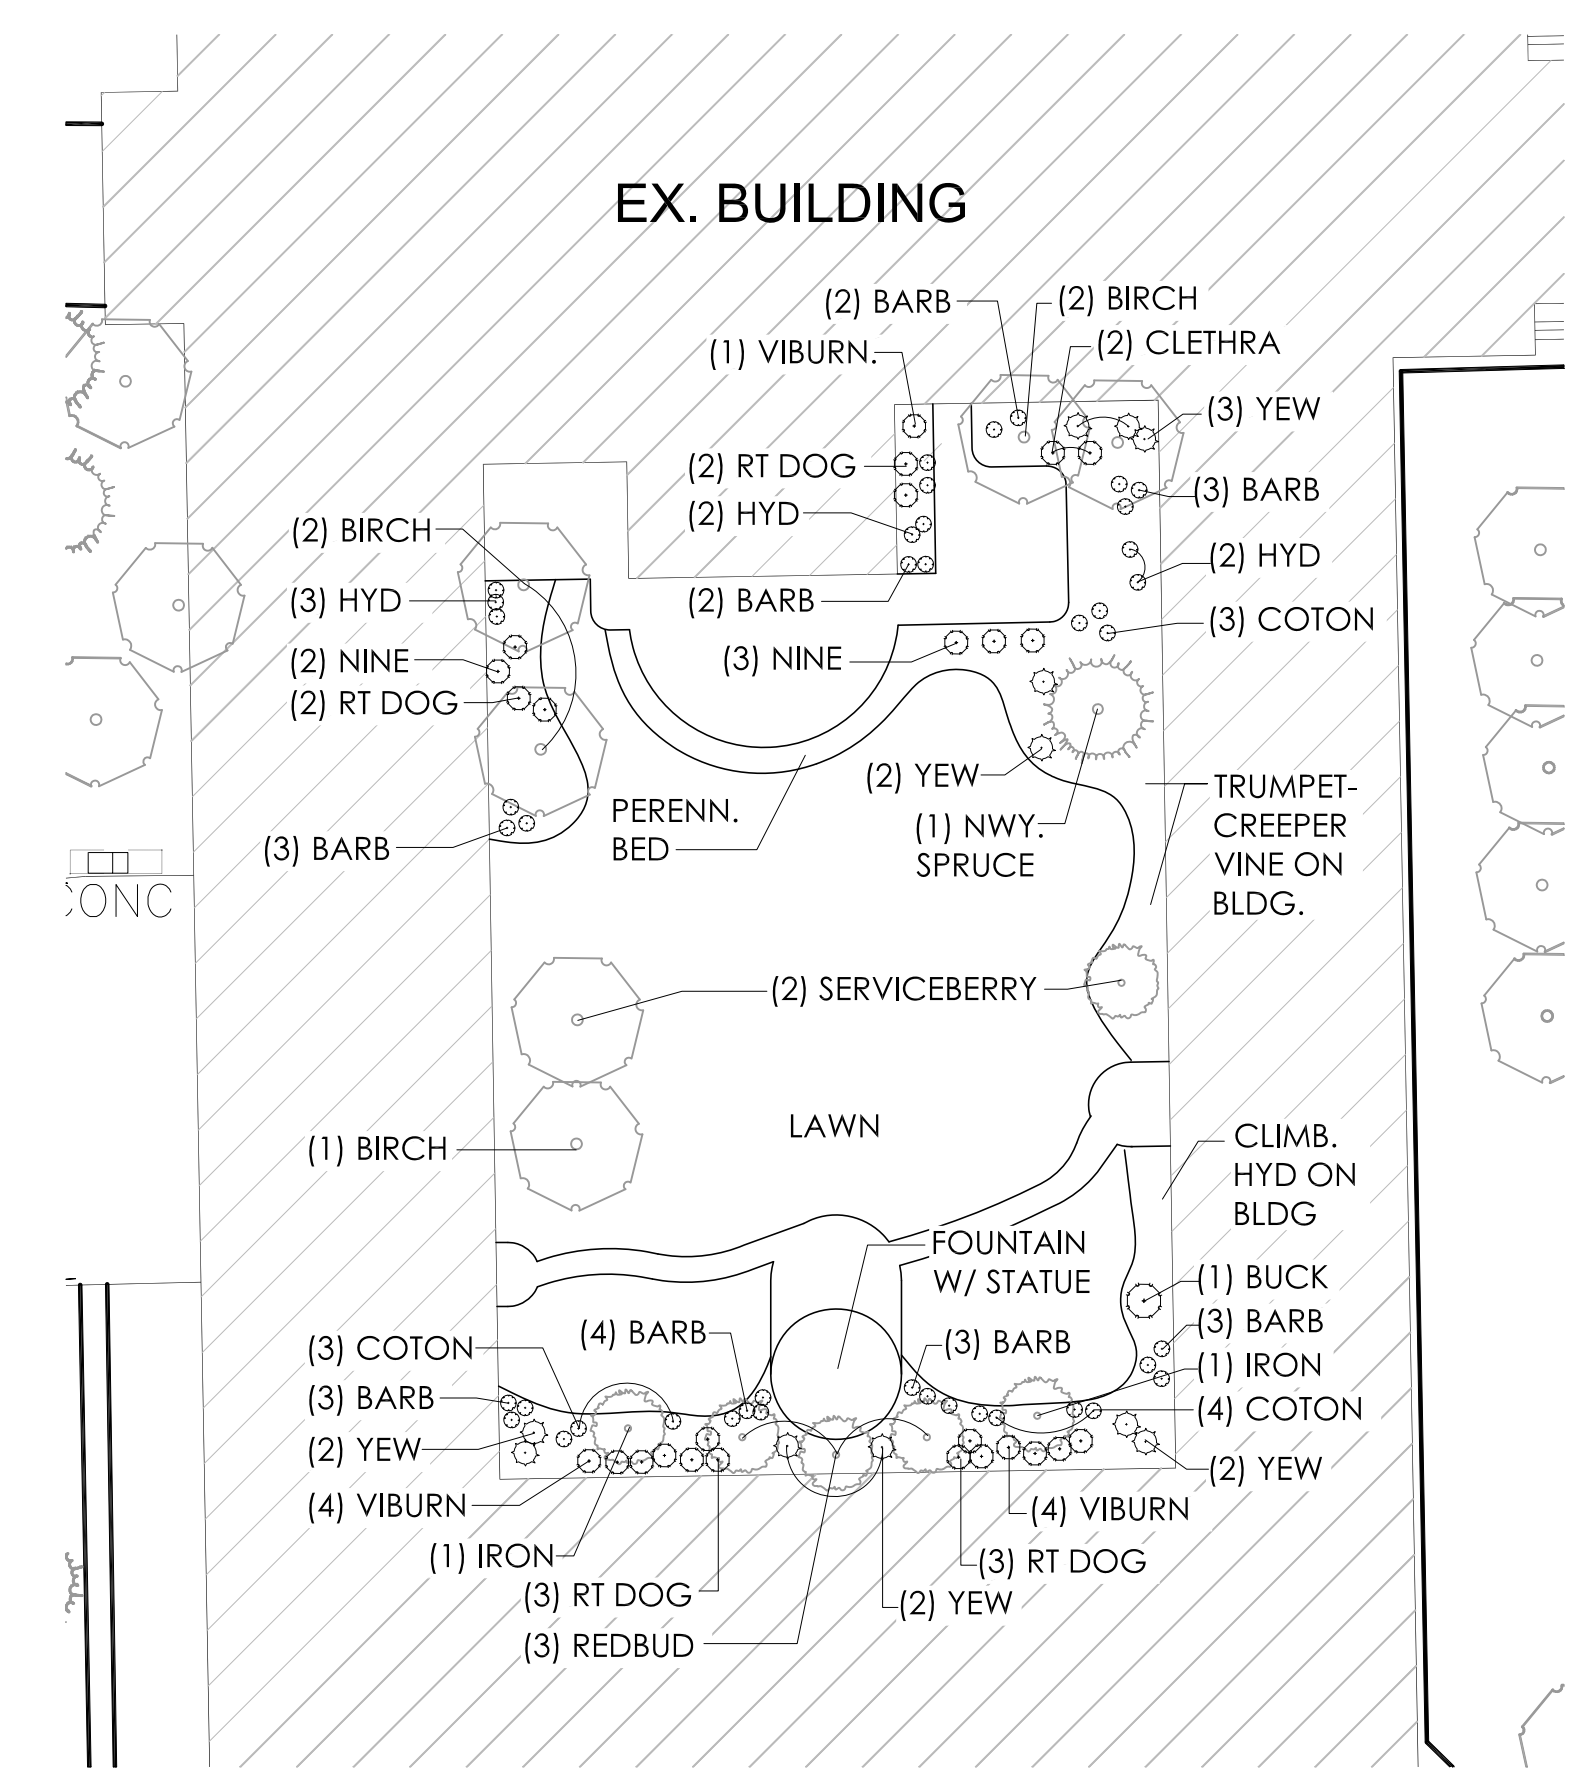 EX. BUILDING
(2) BARB
(2) BIRCH
(1) VIBURN.
(2) CLETHRA
(3) YEW
(2) RT DOG
(3) BARB
(2) HYD
(2) BIRCH
(2) HYD
(3) HYD
(2) BARB
(3) COTON
(2) NINE
(3) NINE
(2) RT DOG
(2) YEW
TRUMPET-
CREEPER
VINE ON
BLDG.
PERENN.
BED
(1) NWY.
SPRUCE
(3) BARB
CONC
(2) SERVICEBERRY
LAWN
(1) BIRCH
CLIMB.
HYD ON
BLDG
FOUNTAIN
W/ STATUE
(1) BUCK
(3) BARB
(4) BARB
(3) BARB
(3) COTON
(1) IRON
(3) BARB
(4) COTON
(2) YEW
(2) YEW
(4) VIBURN
(4) VIBURN
(1) IRON
(3) RT DOG
(3) RT DOG
(2) YEW
(3) REDBUD